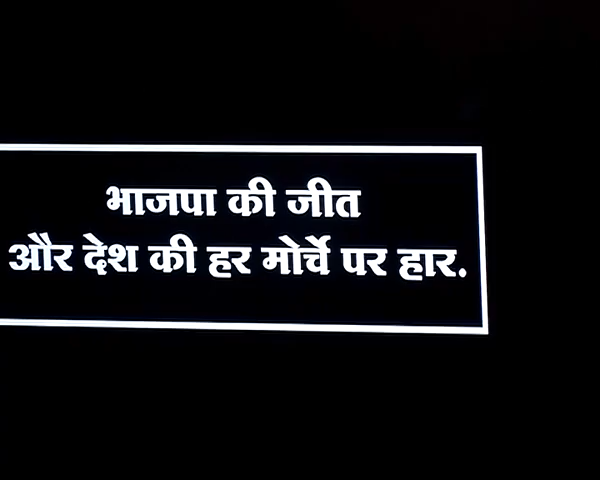 भाजपा की जीत
और देश की हर मोर्चे पर हार.